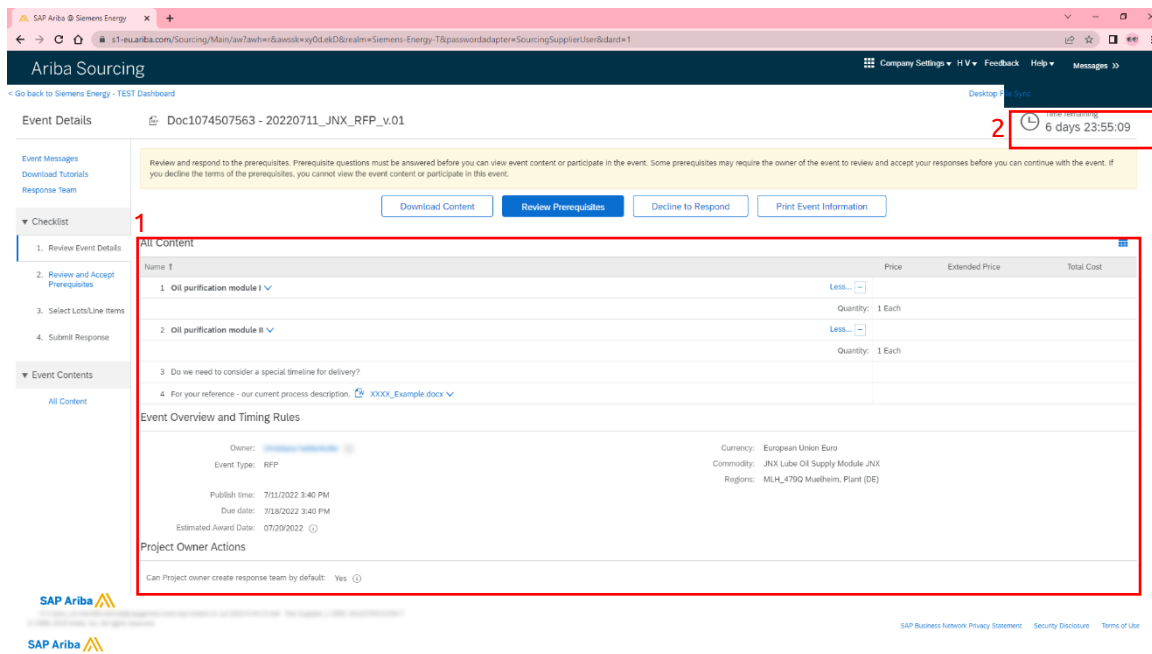 SAP Ariba @ Siemens Energy
s1-eu.ariba.com/Sourcing/Main/aw?awh=r&awssk=xy0d.ekD&realm=Siemens-Energy-T&passwordadapter=SourcingSupplierUser&dard=1
Ariba Sourcing
Company Settings ▾ H V ▾ Feedback Help ▾ Messages »
< Go back to Siemens Energy - TEST Dashboard
Desktop File Sync
Event Details
Doc1074507563 - 20220711_JNX_RFP_v.01
2
Time remaining
6 days 23:55:09
Event Messages
Download Tutorials
Response Team
Review and respond to the prerequisites. Prerequisite questions must be answered before you can view event content or participate in the event. Some prerequisites may require the owner of the event to review and accept your responses before you can continue with the event. If
you decline the terms of the prerequisites, you cannot view the event content or participate in this event.
Download Content Review Prerequisites Decline to Respond Print Event Information
▼ Checklist
1. Review Event Details
2. Review and Accept
Prerequisites
3. Select Lots/Line Items
4. Submit Response
▼ Event Contents
All Content
1
All Content
Name ↑ Price Extended Price Total Cost
1 Oil purification module I Less... −
Quantity: 1 Each
2 Oil purification module II Less... −
Quantity: 1 Each
3 Do we need to consider a special timeline for delivery?
4 For your reference - our current process description. XXXX_Example.docx
Event Overview and Timing Rules
Owner:
Event Type: RFP
Publish time: 7/11/2022 3:40 PM
Due date: 7/18/2022 3:40 PM
Estimated Award Date: 07/20/2022
Currency: European Union Euro
Commodity: JNX Lube Oil Supply Module JNX
Regions: MLH_479Q Muelheim, Plant (DE)
Project Owner Actions
Can Project owner create response team by default: Yes
SAP Ariba
SAP Business Network Privacy Statement Security Disclosure Terms of Use
SAP Ariba